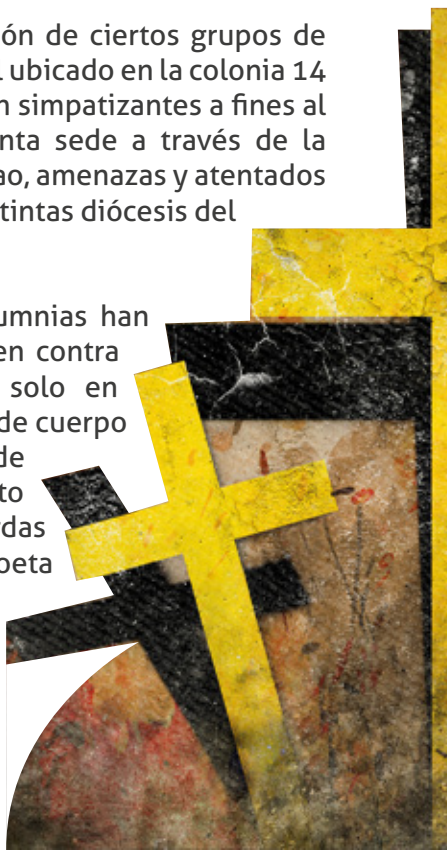 ón de ciertos grupos de
ubicado en la colonia 14
n simpatizantes a fines al
nta sede a través de la
ao, amenazas y atentados
tintas diócesis del
umnias han
en contra
solo en
de cuerpo
de
to
rdas
oeta